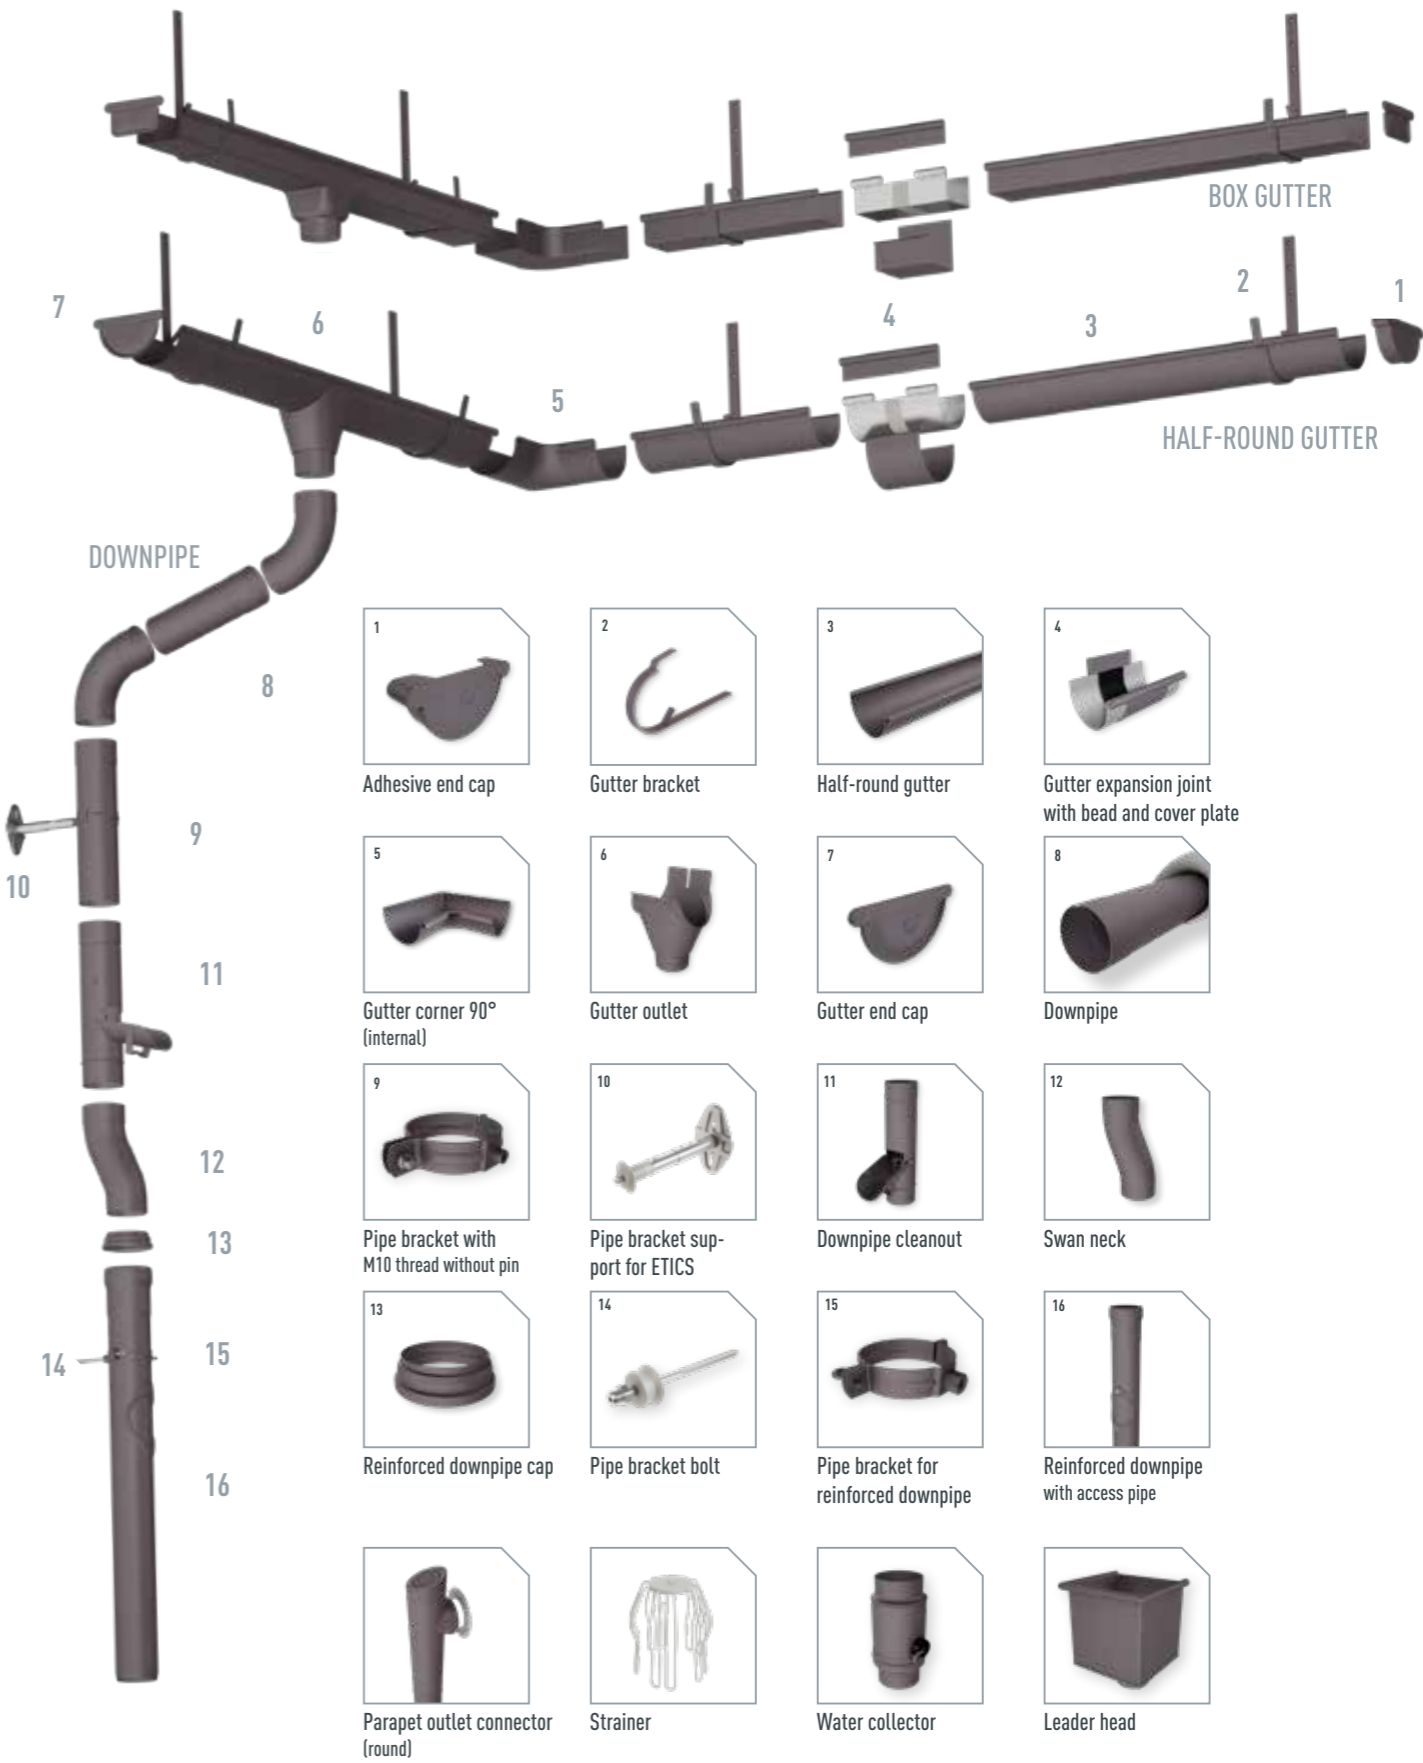 BOX GUTTER
7
6
5
4
3
2
1
HALF-ROUND GUTTER
DOWNPIPE
8
9
10
11
12
13
14
15
16
1
Adhesive end cap
2
Gutter bracket
3
Half-round gutter
4
Gutter expansion joint
with bead and cover plate
5
Gutter corner 90°
(internal)
6
Gutter outlet
7
Gutter end cap
8
Downpipe
9
Pipe bracket with
M10 thread without pin
10
Pipe bracket sup-
port for ETICS
11
Downpipe cleanout
12
Swan neck
13
Reinforced downpipe cap
14
Pipe bracket bolt
15
Pipe bracket for
reinforced downpipe
16
Reinforced downpipe
with access pipe
Parapet outlet connector
(round)
Strainer
Water collector
Leader head